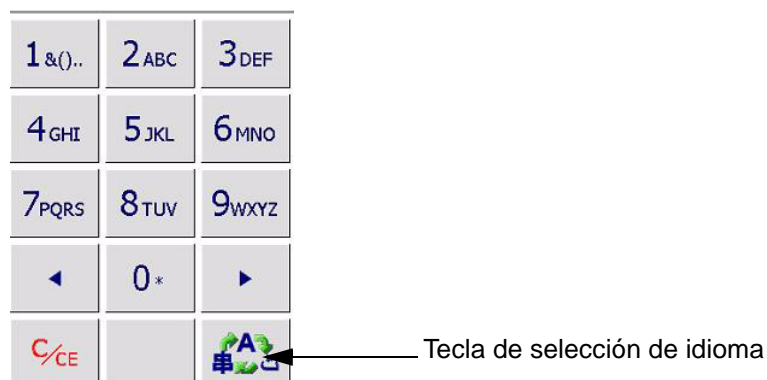 1 &().. 2 ABC 3 DEF
4 GHI 5 JKL 6 MNO
7 PQRS 8 TUV 9 WXYZ
◄ 0 * ►
C/CE A 串 Tecla de selección de idioma